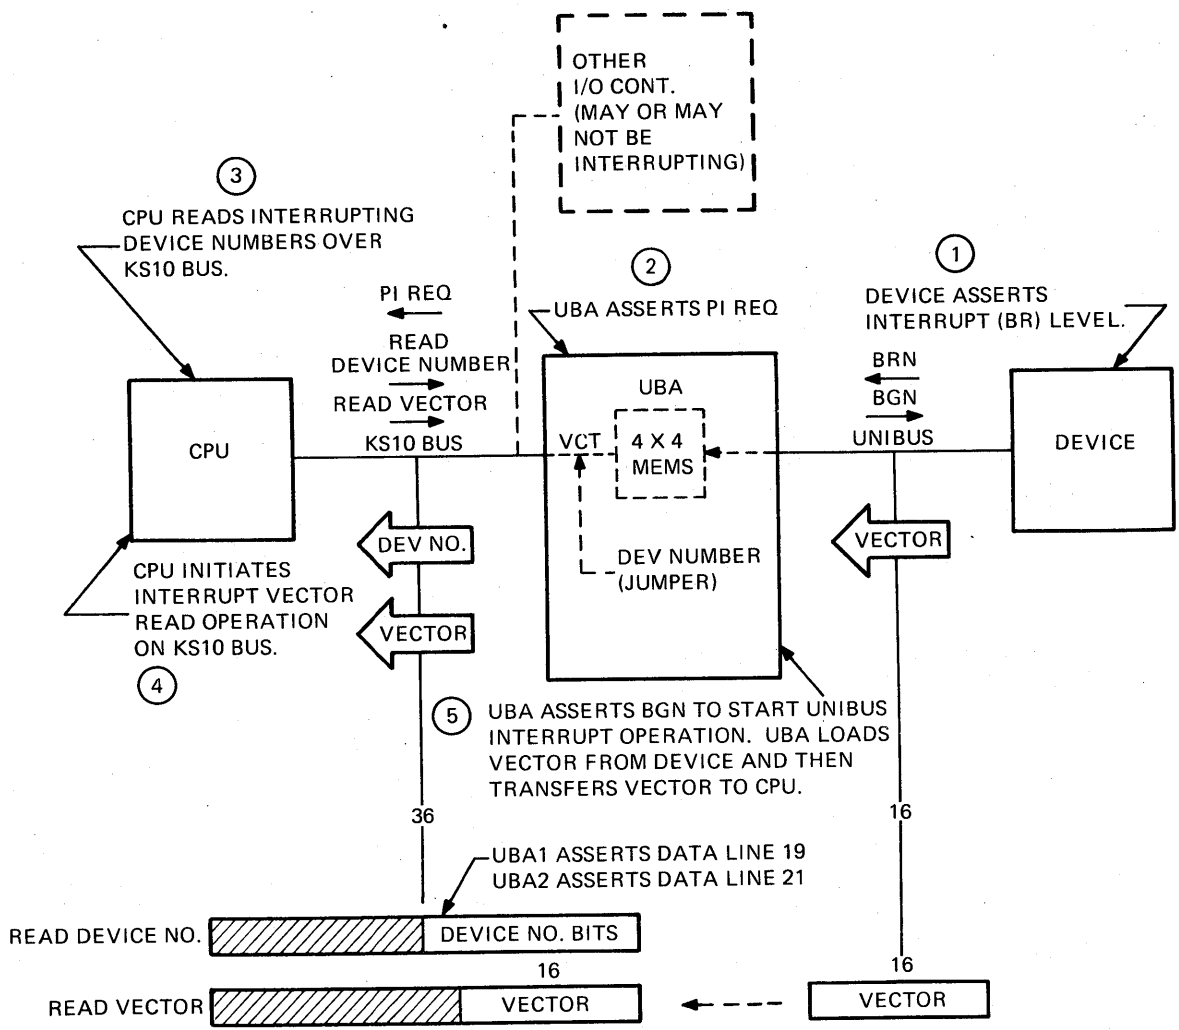 OTHER
I/O CONT.
(MAY OR MAY
NOT BE
INTERRUPTING)
3
CPU READS INTERRUPTING
DEVICE NUMBERS OVER
KS10 BUS.
2
UBA ASSERTS PI REQ
1
DEVICE ASSERTS
INTERRUPT (BR) LEVEL.
PI REQ
READ
DEVICE NUMBER
READ VECTOR
KS10 BUS
CPU
UBA
VCT
4 X 4
MEMS
DEV NUMBER
(JUMPER)
BRN
BGN
UNIBUS
DEVICE
DEV NO.
VECTOR
VECTOR
CPU INITIATES
INTERRUPT VECTOR
READ OPERATION
ON KS10 BUS.
4
5
UBA ASSERTS BGN TO START UNIBUS
INTERRUPT OPERATION. UBA LOADS
VECTOR FROM DEVICE AND THEN
TRANSFERS VECTOR TO CPU.
36
16
UBA1 ASSERTS DATA LINE 19
UBA2 ASSERTS DATA LINE 21
READ DEVICE NO.
DEVICE NO. BITS
16
16
READ VECTOR
VECTOR
VECTOR